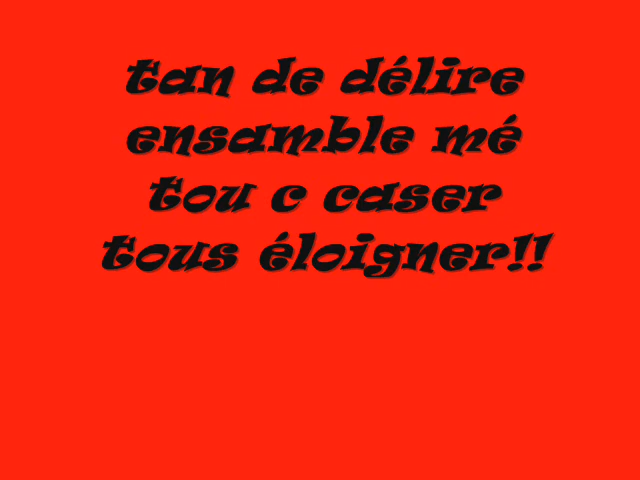 tan de délire
ensamble mé
tou c caser
tous éloigner!!